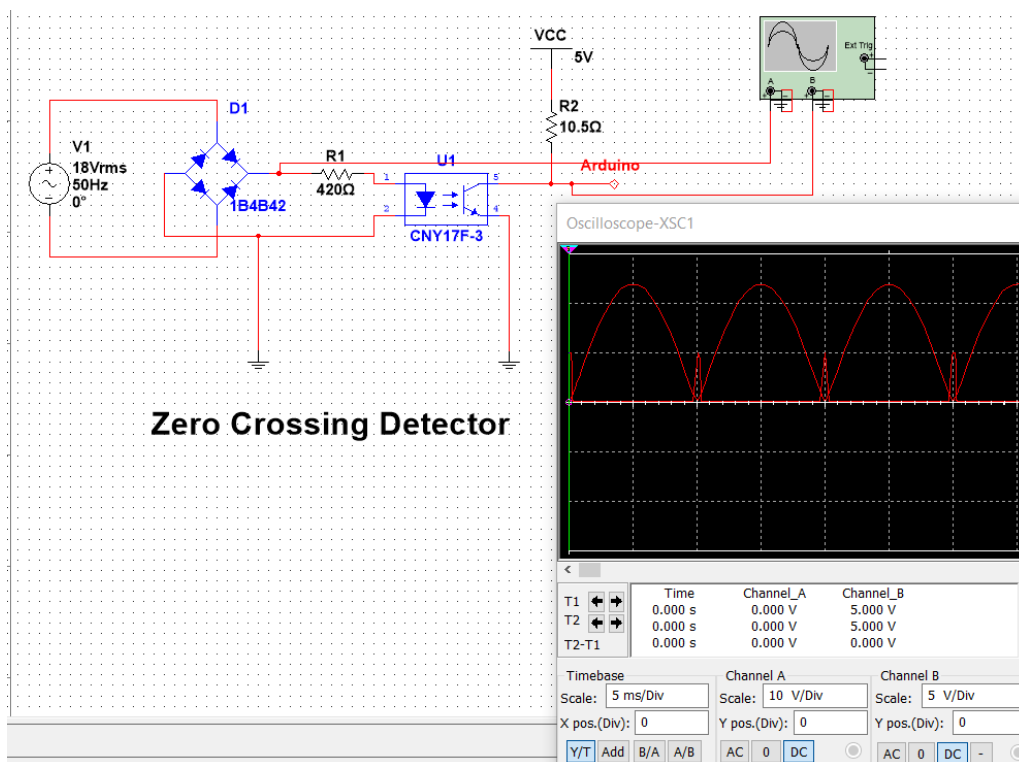 VCC
5V
Ext Trig
+
-
A
B
+
-
+
-
D1
V1
+
-
18Vrms
50Hz
0°
1B4B42
R1
420Ω
U1
1
2
5
4
CNY17F-3
R2
10.5Ω
Arduino
Zero Crossing Detector
Oscilloscope-XSC1
<
T1
T2
T2-T1
Time Channel_A Channel_B
0.000 s 0.000 V 5.000 V
0.000 s 0.000 V 5.000 V
0.000 s 0.000 V 0.000 V
Timebase
Scale: 5 ms/Div
X pos.(Div): 0
Y/T Add B/A A/B
Channel A
Scale: 10 V/Div
Y pos.(Div): 0
AC 0 DC
Channel B
Scale: 5 V/Div
Y pos.(Div): 0
AC 0 DC -